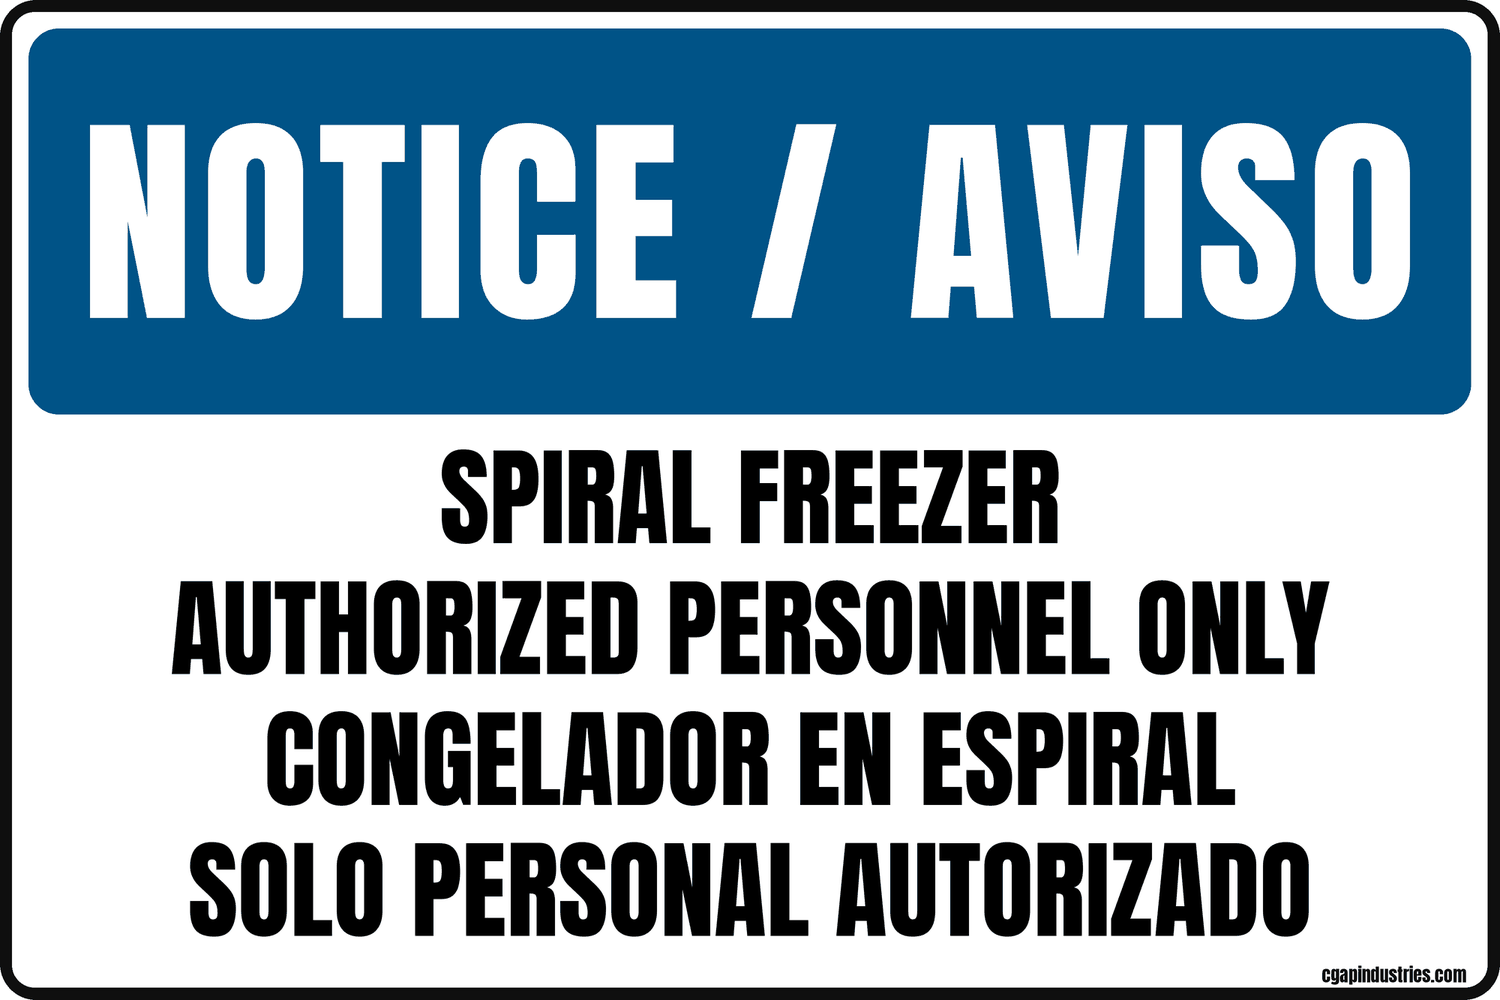 NOTICE / AVISO
SPIRAL FREEZER
AUTHORIZED PERSONNEL ONLY
CONGELADOR EN ESPIRAL
SOLO PERSONAL AUTORIZADO
cgapindustries.com